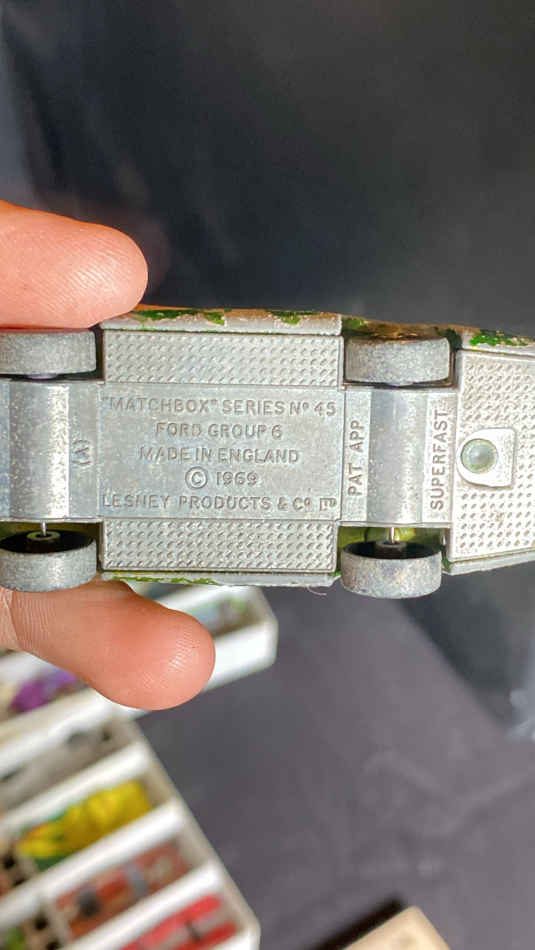 "MATCHBOX" SERIES Nº 45
FORD GROUP 6
MADE IN ENGLAND
© 1969
LESNEY PRODUCTS & Cº. LTD
PAT APP
SUPERFAST
(A)